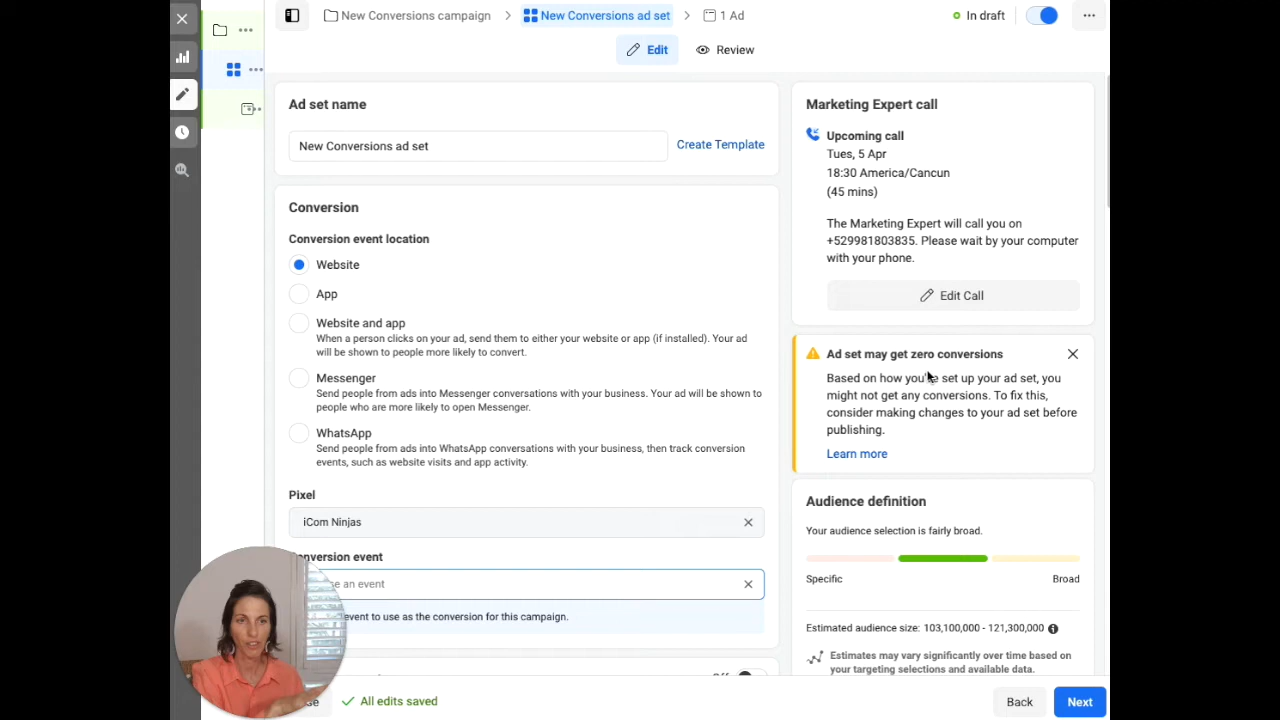 New Conversions campaign
New Conversions ad set
1 Ad
In draft
Edit
Review
Ad set name
New Conversions ad set
Create Template
Conversion
Conversion event location
Website
App
Website and app
When a person clicks on your ad, send them to either your website or app (if installed). Your ad
will be shown to people more likely to convert.
Messenger
Send people from ads into Messenger conversations with your business. Your ad will be shown to
people who are more likely to open Messenger.
WhatsApp
Send people from ads into WhatsApp conversations with your business, then track conversion
events, such as website visits and app activity.
Pixel
iCom Ninjas
event
an event
event to use as the conversion for this campaign.
All edits saved
Marketing Expert call
Upcoming call
Tues, 5 Apr
18:30 America/Cancun
(45 mins)
The Marketing Expert will call you on
+529981803835. Please wait by your computer
with your phone.
Edit Call
Ad set may get zero conversions
Based on how you've set up your ad set, you
might not get any conversions. To fix this,
consider making changes to your ad set before
publishing.
Learn more
Audience definition
Your audience selection is fairly broad.
Specific
Broad
Estimated audience size: 103,100,000 - 121,300,000
Estimates may vary significantly over time based on
your targeting selections and available data.
Back
Next